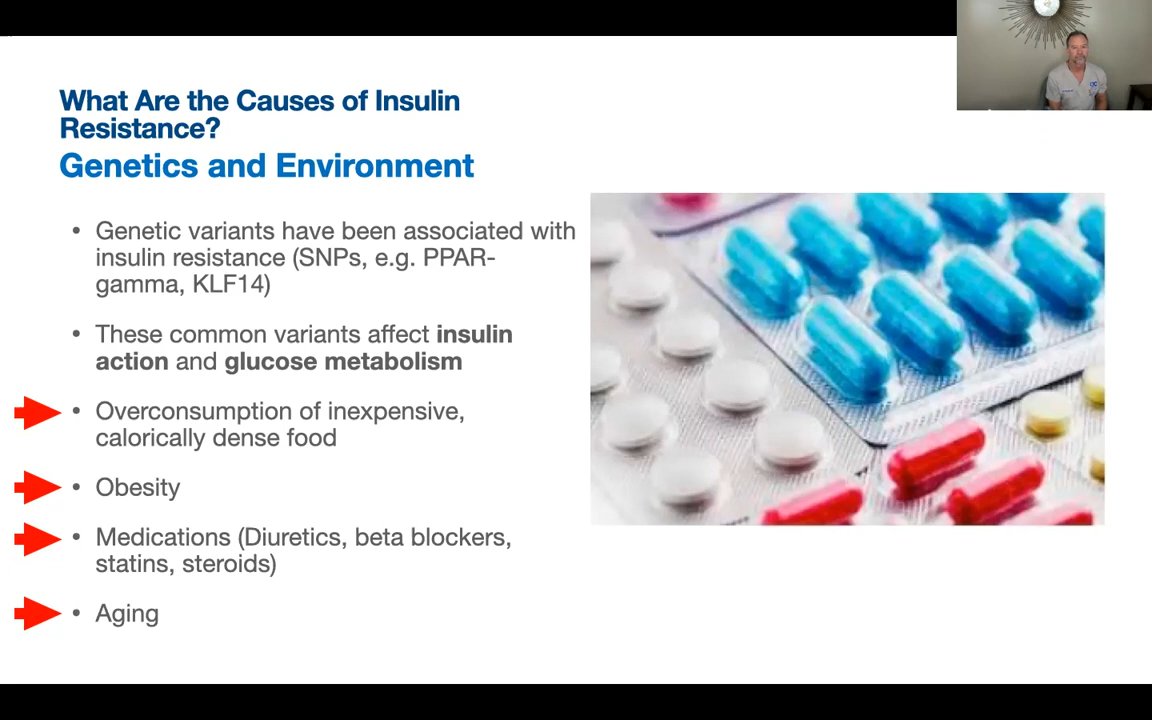 What Are the Causes of Insulin
Resistance?
Genetics and Environment
• Genetic variants have been associated with
insulin resistance (SNPs, e.g. PPAR-
gamma, KLF14)
• These common variants affect insulin
action and glucose metabolism
• Overconsumption of inexpensive,
calorically dense food
• Obesity
• Medications (Diuretics, beta blockers,
statins, steroids)
• Aging